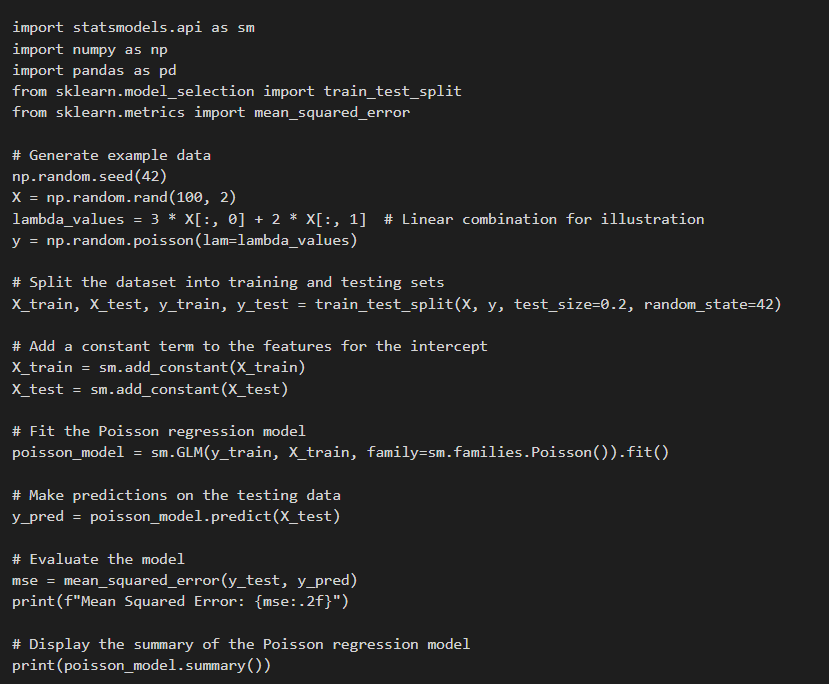 import statsmodels.api as sm
import numpy as np
import pandas as pd
from sklearn.model_selection import train_test_split
from sklearn.metrics import mean_squared_error
# Generate example data
np.random.seed(42)
X = np.random.rand(100, 2)
lambda_values = 3 * X[:, 0] + 2 * X[:, 1]  # Linear combination for illustration
y = np.random.poisson(lam=lambda_values)
# Split the dataset into training and testing sets
X_train, X_test, y_train, y_test = train_test_split(X, y, test_size=0.2, random_state=42)
# Add a constant term to the features for the intercept
X_train = sm.add_constant(X_train)
X_test = sm.add_constant(X_test)
# Fit the Poisson regression model
poisson_model = sm.GLM(y_train, X_train, family=sm.families.Poisson()).fit()
# Make predictions on the testing data
y_pred = poisson_model.predict(X_test)
# Evaluate the model
mse = mean_squared_error(y_test, y_pred)
print(f"Mean Squared Error: {mse:.2f}")
# Display the summary of the Poisson regression model
print(poisson_model.summary())